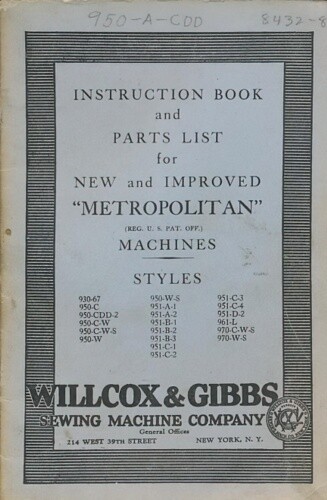 950-A-CDD 8432-8
INSTRUCTION BOOK
and
PARTS LIST
for
NEW and IMPROVED
"METROPOLITAN"
(REG. U. S. PAT. OFF.)
MACHINES
STYLES
930-67 950-W-S 951-C-3
950-C 951-A-1 951-C-4
950-CDD-2 951-A-2 951-D-2
950-C-W 951-B-1 961-L
950-C-W-S 951-B-2 970-C-W-S
950-W 951-B-3 970-W-S
951-C-1
951-C-2
WILLCOX & GIBBS
SEWING MACHINE COMPANY
General Offices
214 WEST 39TH STREET NEW YORK, N. Y.